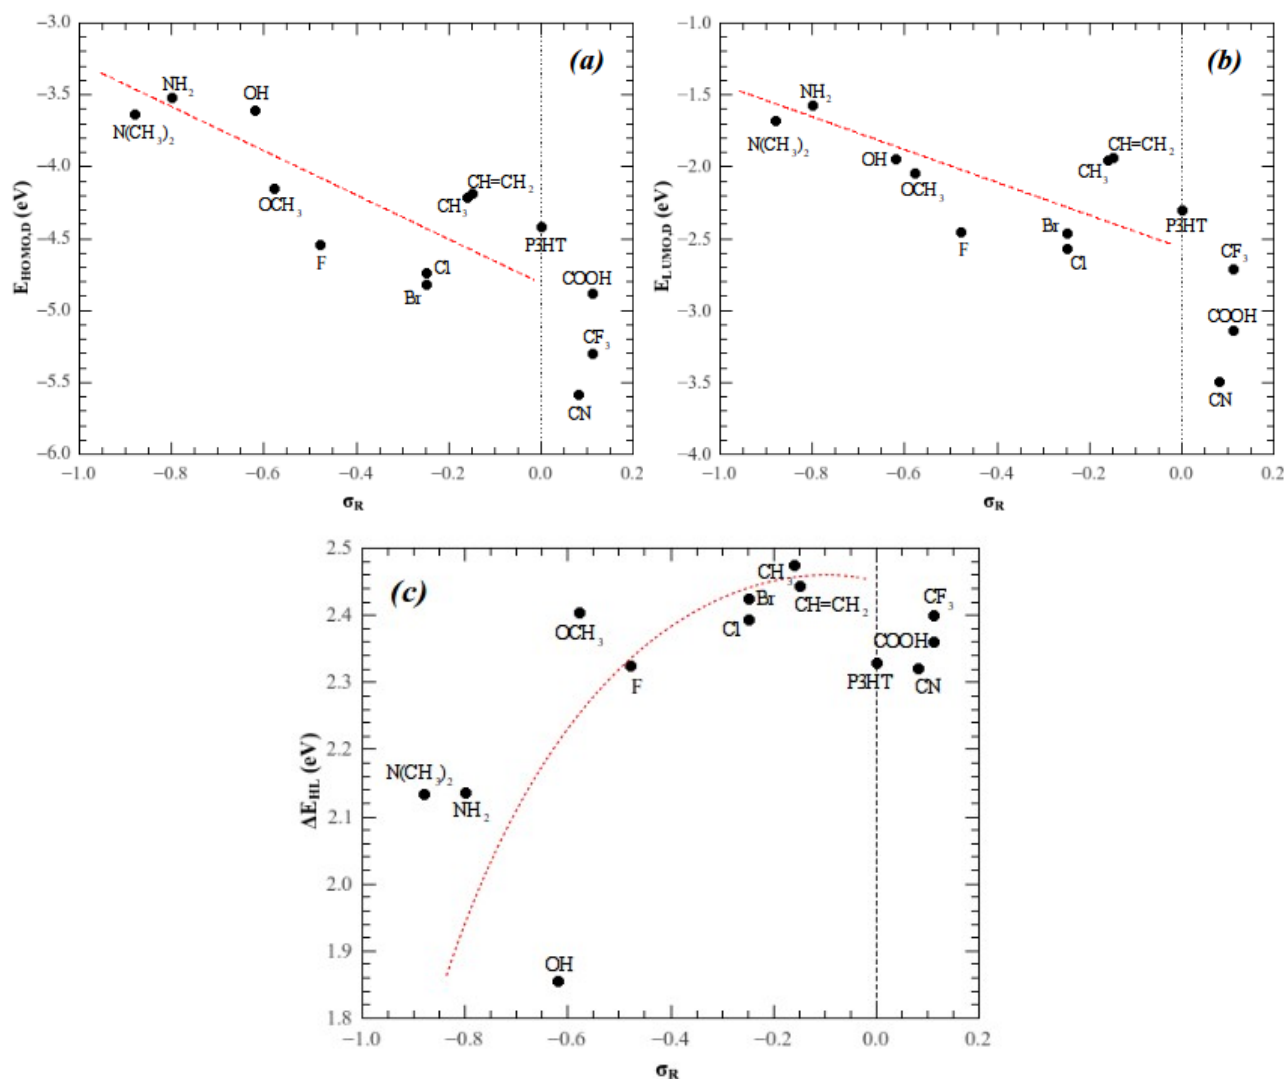 (a)
E_HOMO,D (eV)
−3.0
−3.5
−4.0
−4.5
−5.0
−5.5
−6.0
NH₂
N(CH₃)₂
OH
OCH₃
F
CH=CH₂
CH₃
P3HT
Cl
Br
COOH
CF₃
CN
−1.0 −0.8 −0.6 −0.4 −0.2 0.0 0.2
σ_R
(b)
E_LUMO,D (eV)
−1.0
−1.5
−2.0
−2.5
−3.0
−3.5
−4.0
NH₂
N(CH₃)₂
OH
OCH₃
F
CH=CH₂
CH₃
P3HT
Br
Cl
CF₃
COOH
CN
−1.0 −0.8 −0.6 −0.4 −0.2 0.0 0.2
σ_R
(c)
ΔE_HL (eV)
2.5
2.4
2.3
2.2
2.1
2.0
1.9
1.8
CH₃
Br
CH=CH₂
Cl
OCH₃
F
CF₃
COOH
P3HT
CN
N(CH₃)₂
NH₂
OH
−1.0 −0.8 −0.6 −0.4 −0.2 0.0 0.2
σ_R